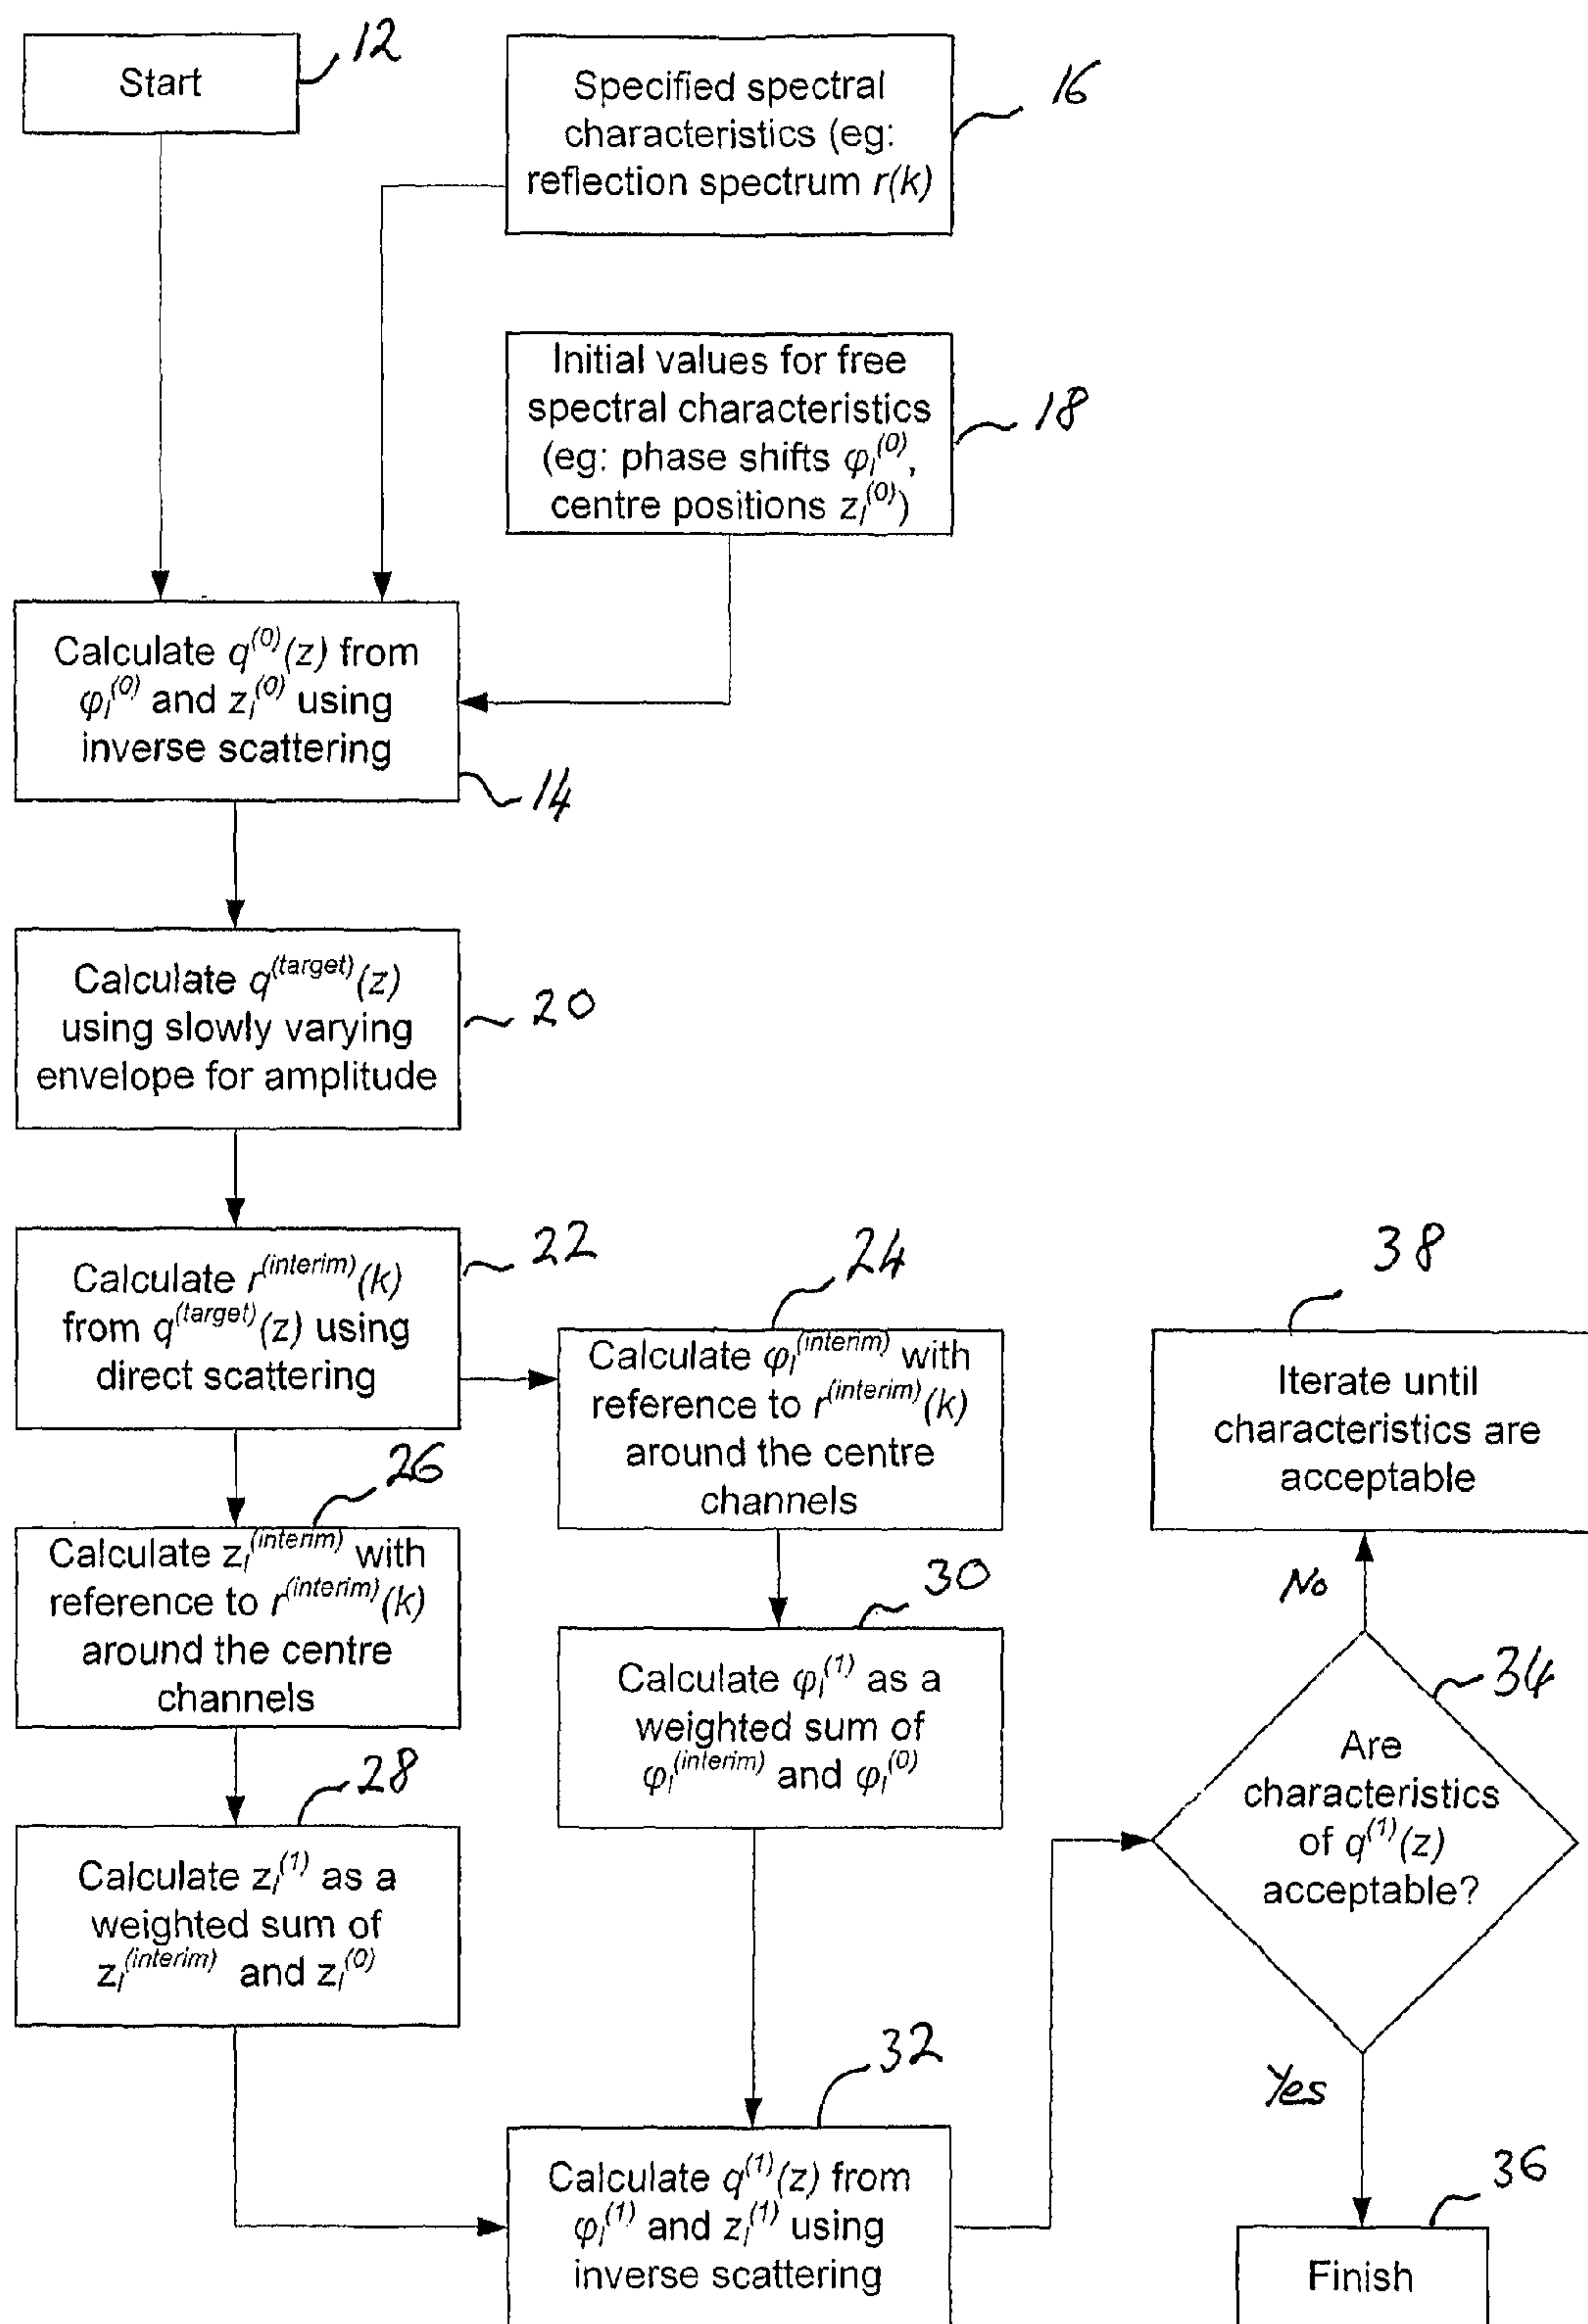 Start
12
Specified spectral
characteristics (eg:
reflection spectrum r(k)
16
Initial values for free
spectral characteristics
(eg: phase shifts φₗ⁽⁰⁾,
centre positions zₗ⁽⁰⁾)
18
Calculate q⁽⁰⁾(z) from
φₗ⁽⁰⁾ and zₗ⁽⁰⁾ using
inverse scattering
14
Calculate q^(target)(z)
using slowly varying
envelope for amplitude
20
Calculate r^(interim)(k)
from q^(target)(z) using
direct scattering
22
24
Calculate φₗ^(interim) with
reference to r^(interim)(k)
around the centre
channels
38
Iterate until
characteristics are
acceptable
26
Calculate zₗ^(interim) with
reference to r^(interim)(k)
around the centre
channels
30
Calculate φₗ⁽¹⁾ as a
weighted sum of
φₗ^(interim) and φₗ⁽⁰⁾
No
34
Are
characteristics
of q⁽¹⁾(z)
acceptable?
28
Calculate zₗ⁽¹⁾ as a
weighted sum of
zₗ^(interim) and zₗ⁽⁰⁾
32
Calculate q⁽¹⁾(z) from
φₗ⁽¹⁾ and zₗ⁽¹⁾ using
inverse scattering
Yes
36
Finish